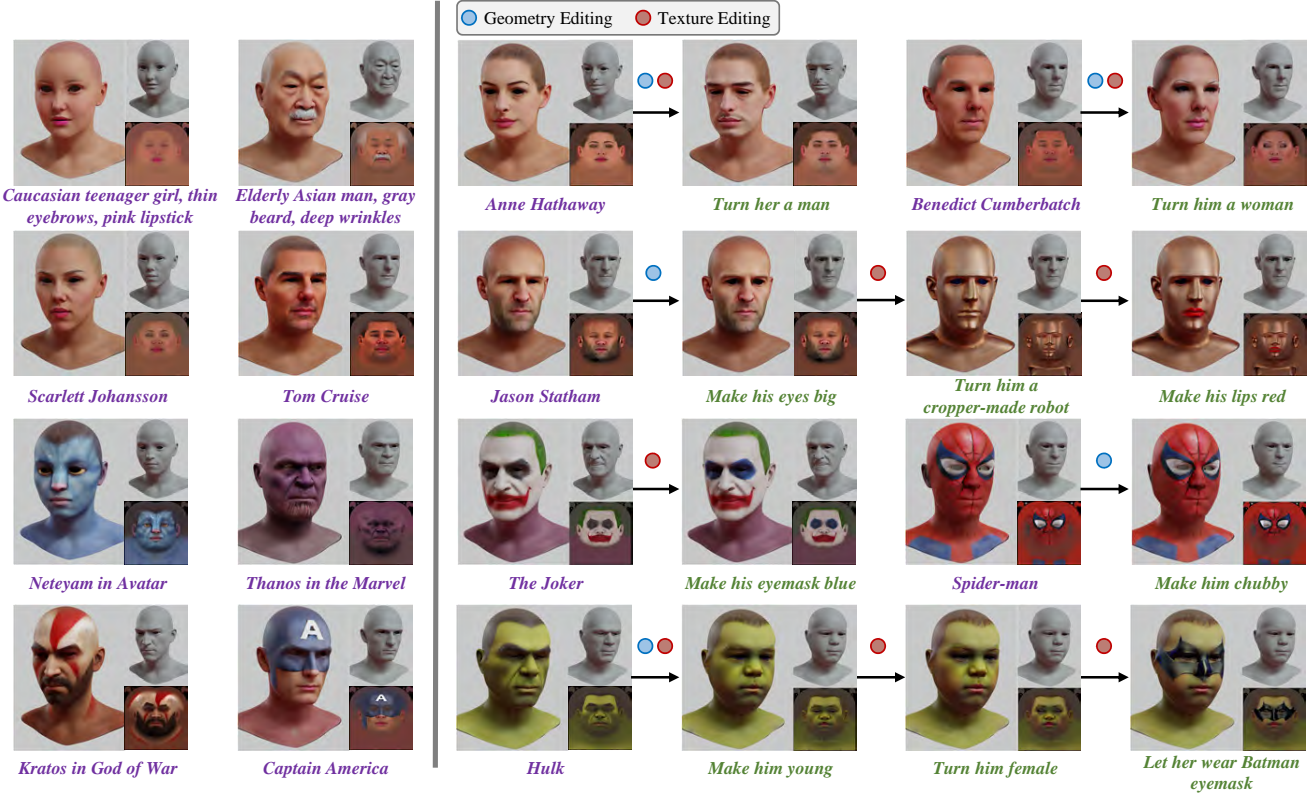 Geometry Editing Texture Editing
Caucasian teenager girl, thin
eyebrows, pink lipstick
Elderly Asian man, gray
beard, deep wrinkles
Anne Hathaway
Turn her a man
Benedict Cumberbatch
Turn him a woman
Scarlett Johansson
Tom Cruise
Jason Statham
Make his eyes big
Turn him a
cropper-made robot
Make his lips red
Neteyam in Avatar
Thanos in the Marvel
The Joker
Make his eyemask blue
Spider-man
Make him chubby
A
A
Kratos in God of War
Captain America
Hulk
Make him young
Turn him female
Let her wear Batman
eyemask